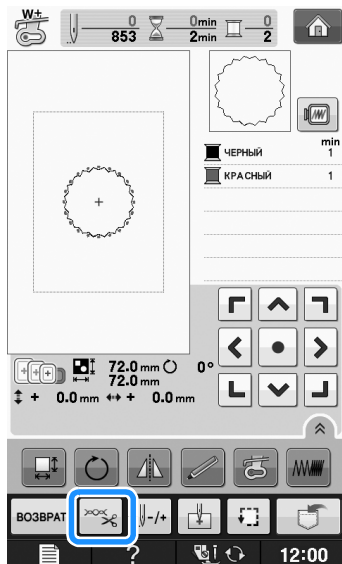 W+
0 0min 0
853 2min 2
min
ЧЕРНЫЙ 1
КРАСНЫЙ 1
72.0 mm 0°
72.0 mm
+ 0.0 mm + 0.0 mm
ВОЗВРАТ -/+
? 12:00